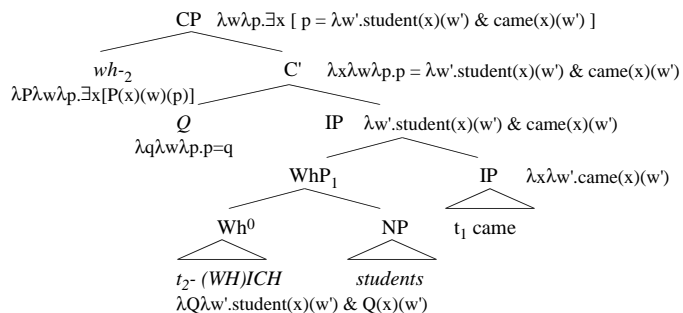 CP λwλp.∃x [ p = λw'.student(x)(w') & came(x)(w') ]
wh-₂ C' λxλwλp.p = λw'.student(x)(w') & came(x)(w')
λPλwλp.∃x[P(x)(w)(p)]
Q IP λw'.student(x)(w') & came(x)(w')
λqλwλp.p=q
WhP₁ IP λxλw'.came(x)(w')
Wh⁰ NP t₁ came
t₂- (WH)ICH students
λQλw'.student(x)(w') & Q(x)(w')